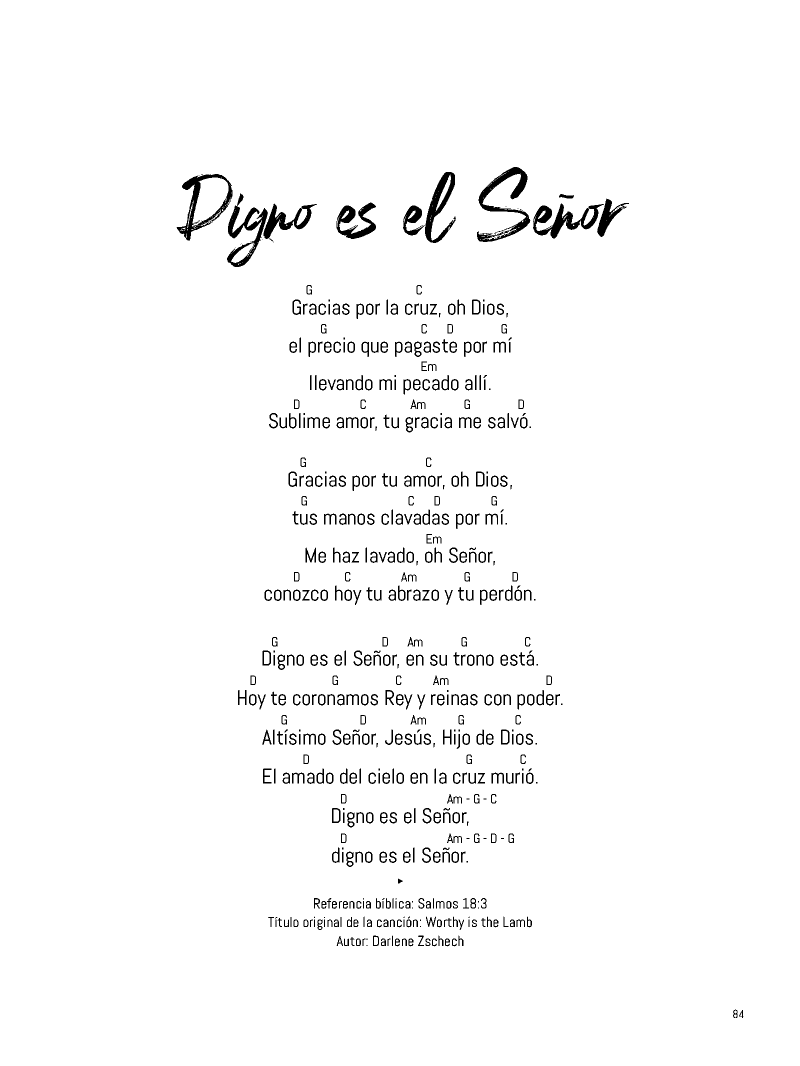 Digno es el Señor
G C
Gracias por la cruz, oh Dios,
G C D G
el precio que pagaste por mí
Em
llevando mi pecado allí.
D C Am G D
Sublime amor, tu gracia me salvó.
G C
Gracias por tu amor, oh Dios,
G C D G
tus manos clavadas por mí.
Em
Me haz lavado, oh Señor,
D C Am G D
conozco hoy tu abrazo y tu perdón.
G D Am G C
Digno es el Señor, en su trono está.
D G C Am D
Hoy te coronamos Rey y reinas con poder.
G D Am G C
Altísimo Señor, Jesús, Hijo de Dios.
D G C
El amado del cielo en la cruz murió.
D Am - G - C
Digno es el Señor,
D Am - G - D - G
digno es el Señor.
Referencia bíblica: Salmos 18:3
Título original de la canción: Worthy is the Lamb
Autor: Darlene Zschech
84